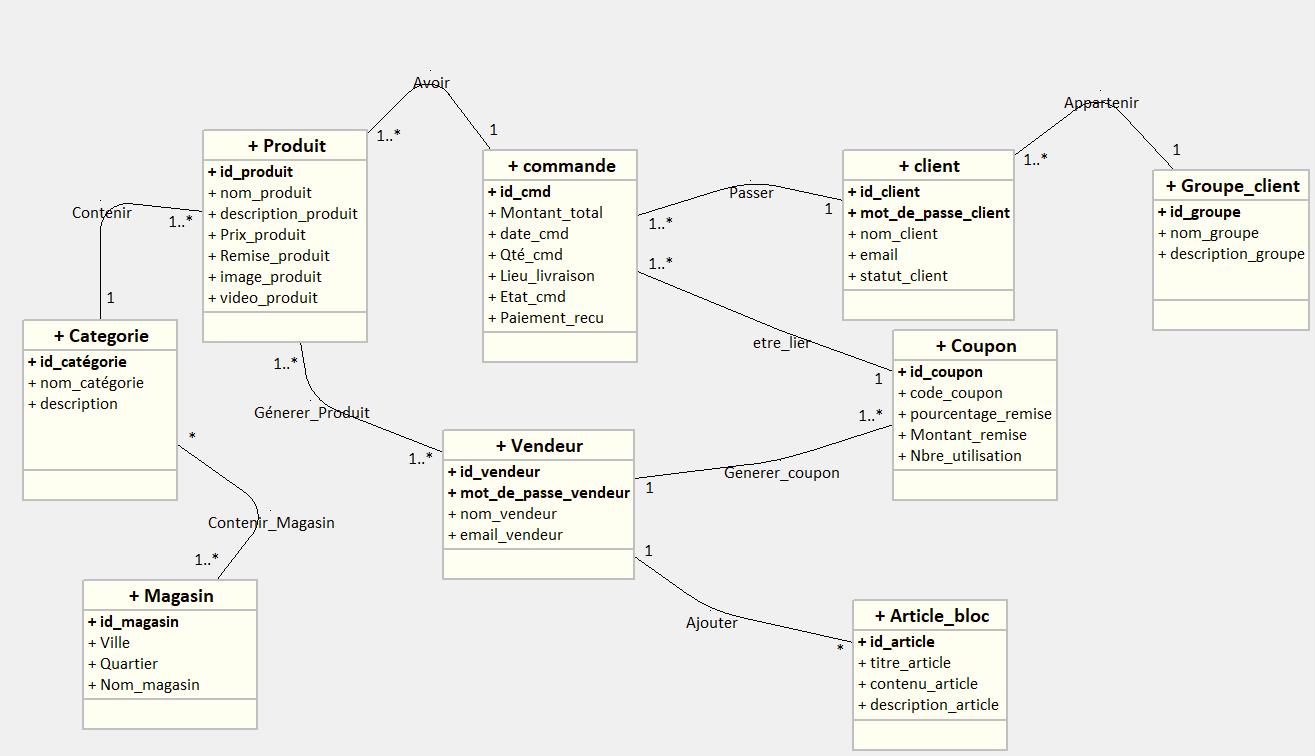 Avoir
1..*
1
+ Produit
+ id_produit
+ nom_produit
+ description_produit
+ Prix_produit
+ Remise_produit
+ image_produit
+ video_produit
Contenir
1..*
1
+ commande
+ id_cmd
+ Montant_total
+ date_cmd
+ Qté_cmd
+ Lieu_livraison
+ Etat_cmd
+ Paiement_recu
Passer
1..*
1
+ client
+ id_client
+ mot_de_passe_client
+ nom_client
+ email
+ statut_client
Appartenir
1..*
1
+ Groupe_client
+ id_groupe
+ nom_groupe
+ description_groupe
+ Categorie
+ id_catégorie
+ nom_catégorie
+ description
1..*
etre_lier
1
+ Coupon
+ id_coupon
+ code_coupon
+ pourcentage_remise
+ Montant_remise
+ Nbre_utilisation
1..*
Génerer_Produit
1..*
+ Vendeur
+ id_vendeur
+ mot_de_passe_vendeur
+ nom_vendeur
+ email_vendeur
1..*
Generer_coupon
1
*
Contenir_Magasin
1..*
+ Magasin
+ id_magasin
+ Ville
+ Quartier
+ Nom_magasin
1
Ajouter
*
+ Article_bloc
+ id_article
+ titre_article
+ contenu_article
+ description_article